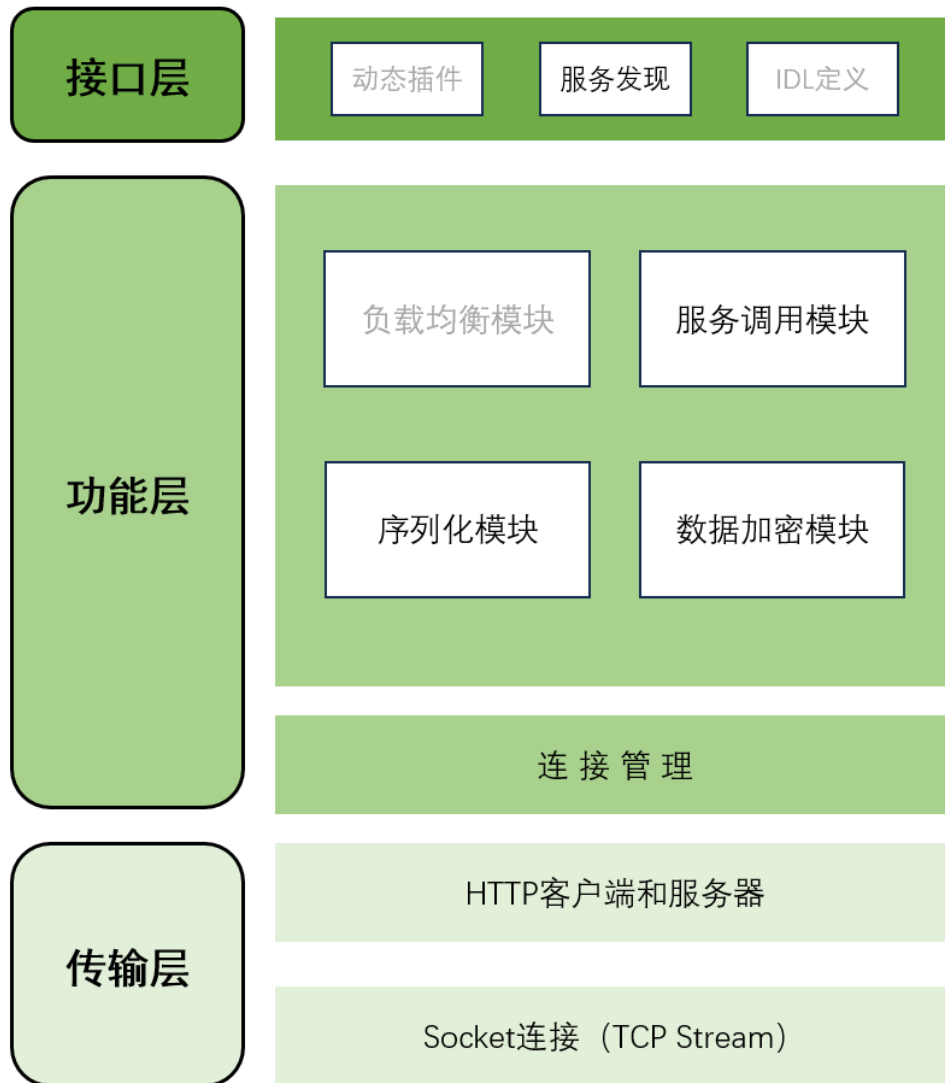 接口层
动态插件
服务发现
IDL定义
功能层
负载均衡模块
服务调用模块
序列化模块
数据加密模块
连接管理
传输层
HTTP客户端和服务器
Socket连接（TCP Stream）